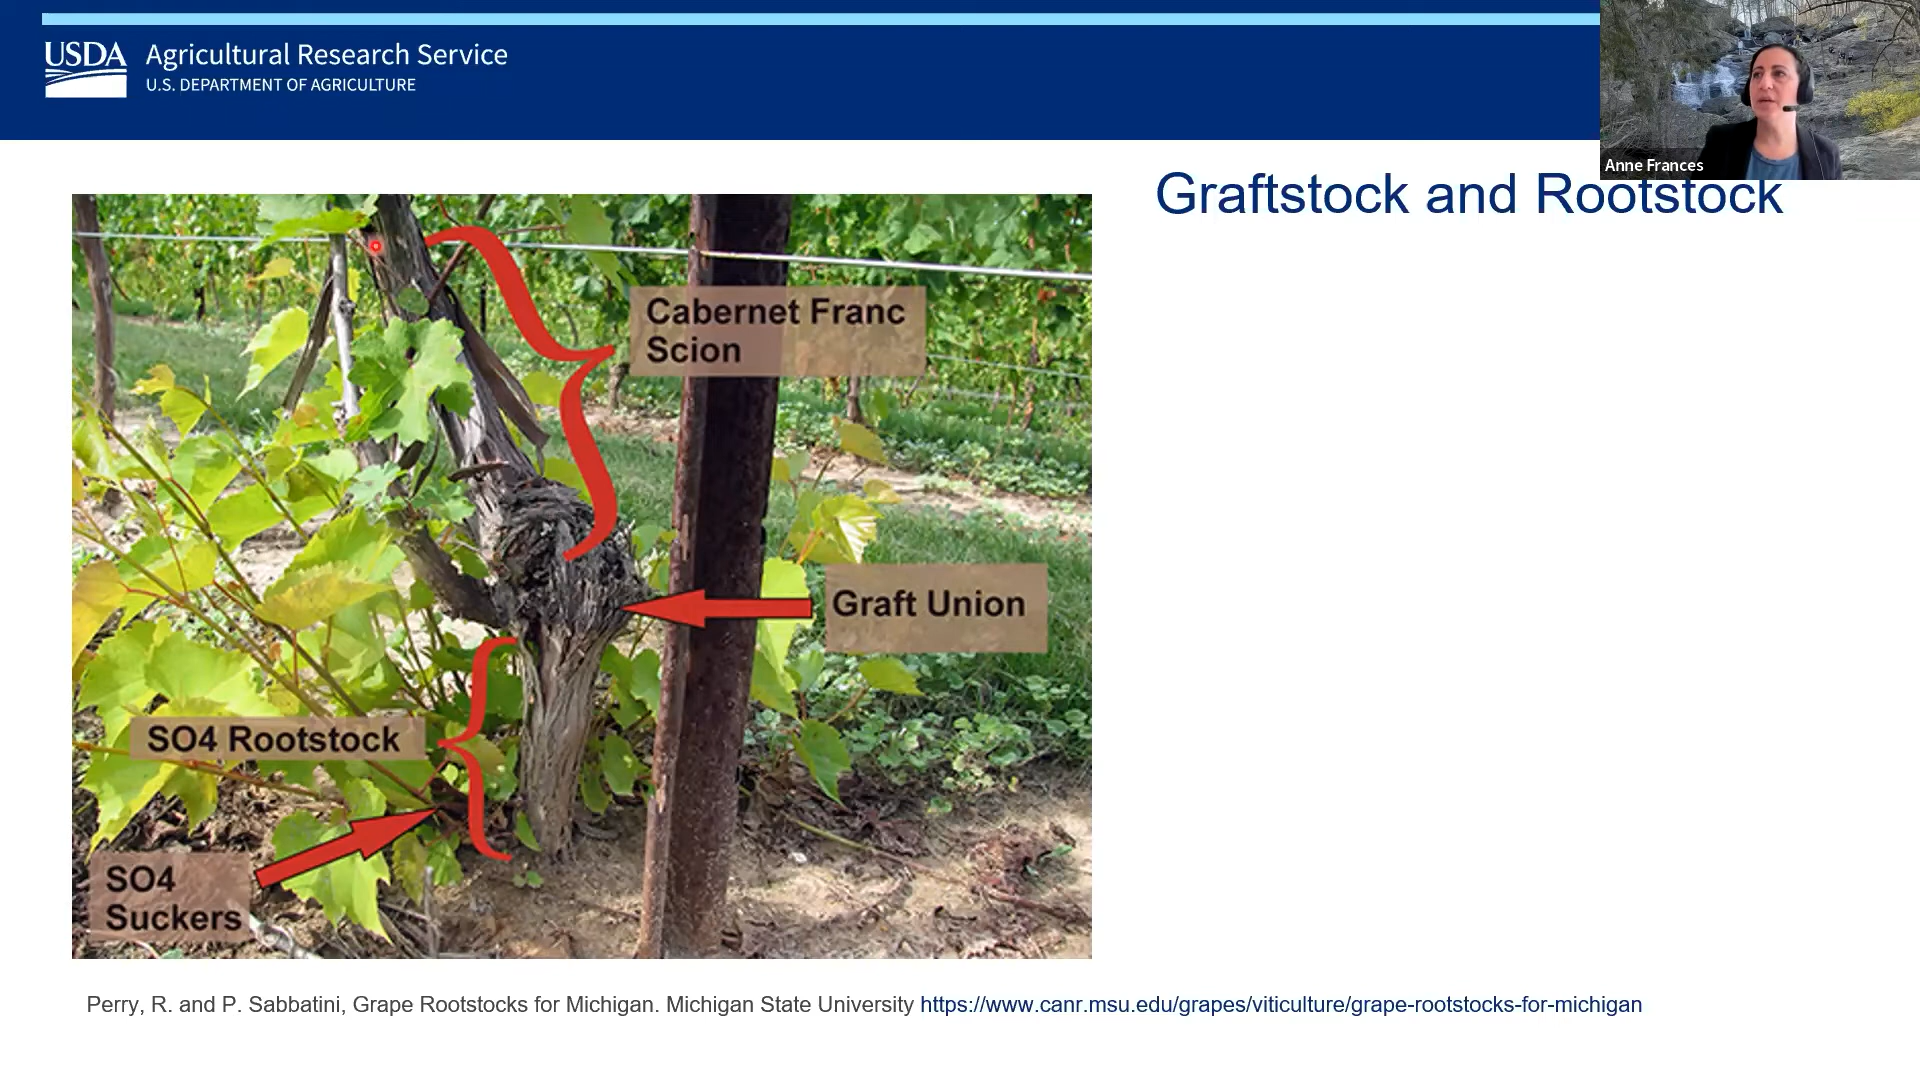 USDA
Agricultural Research Service
U.S. DEPARTMENT OF AGRICULTURE
Anne Frances
Graftstock and Rootstock
Cabernet Franc
Scion
Graft Union
SO4 Rootstock
SO4
Suckers
Perry, R. and P. Sabbatini, Grape Rootstocks for Michigan. Michigan State University https://www.canr.msu.edu/grapes/viticulture/grape-rootstocks-for-michigan